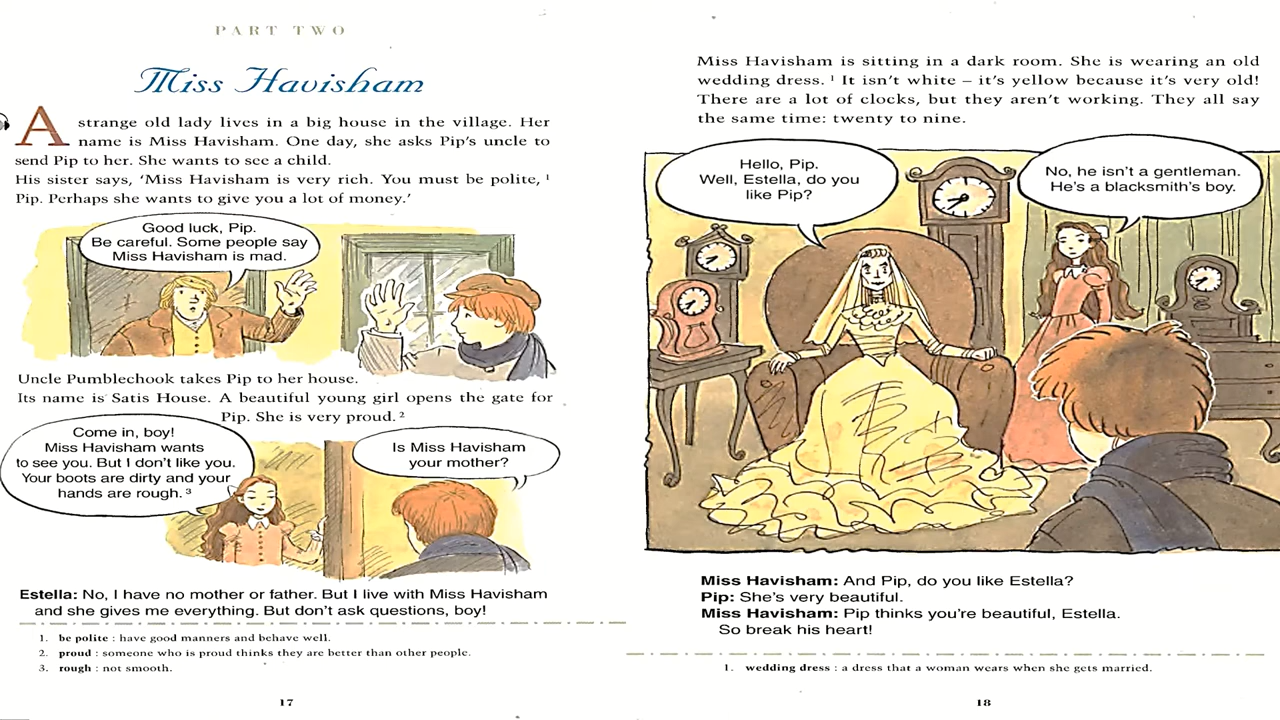 PART TWO
Miss Havisham
A strange old lady lives in a big house in the village. Her
name is Miss Havisham. One day, she asks Pip's uncle to
send Pip to her. She wants to see a child.
His sister says, 'Miss Havisham is very rich. You must be polite, 1
Pip. Perhaps she wants to give you a lot of money.'
Good luck, Pip.
Be careful. Some people say
Miss Havisham is mad.
Uncle Pumblechook takes Pip to her house.
Its name is Satis House. A beautiful young girl opens the gate for
Pip. She is very proud. 2
Come in, boy!
Miss Havisham wants
to see you. But I don't like you.
Your boots are dirty and your
hands are rough. 3
Is Miss Havisham
your mother?
Estella: No, I have no mother or father. But I live with Miss Havisham
and she gives me everything. But don't ask questions, boy!
1. be polite : have good manners and behave well.
2. proud : someone who is proud thinks they are better than other people.
3. rough : not smooth.
17
Miss Havisham is sitting in a dark room. She is wearing an old
wedding dress. 1 It isn't white – it's yellow because it's very old!
There are a lot of clocks, but they aren't working. They all say
the same time: twenty to nine.
Hello, Pip.
Well, Estella, do you
like Pip?
No, he isn't a gentleman.
He's a blacksmith's boy.
Miss Havisham: And Pip, do you like Estella?
Pip: She's very beautiful.
Miss Havisham: Pip thinks you're beautiful, Estella.
So break his heart!
1. wedding dress : a dress that a woman wears when she gets married.
18